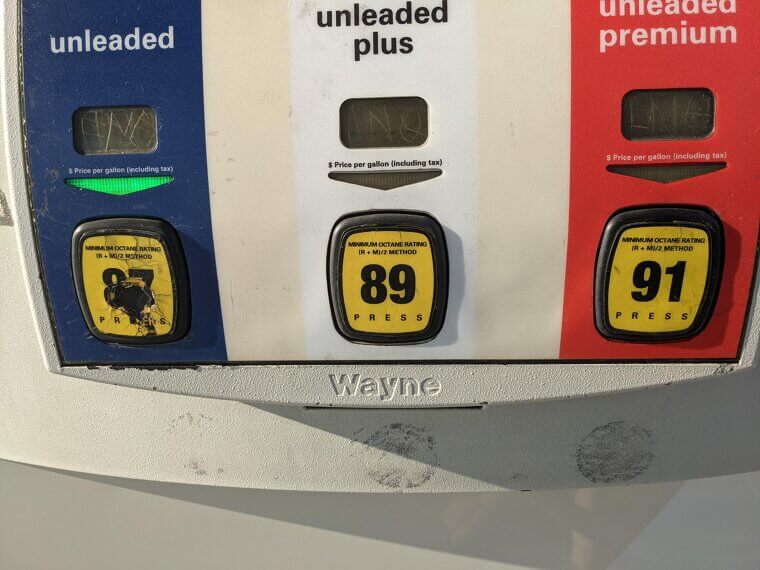 unleaded
$ Price per gallon (including tax)
MINIMUM OCTANE RATING
(R + M)/2 METHOD
87
PRESS
unleaded
plus
NO
$ Price per gallon (including tax)
MINIMUM OCTANE RATING
(R + M)/2 METHOD
89
PRESS
unleaded
premium
$ Price per gallon (including tax)
MINIMUM OCTANE RATING
(R + M)/2 METHOD
91
PRESS
Wayne